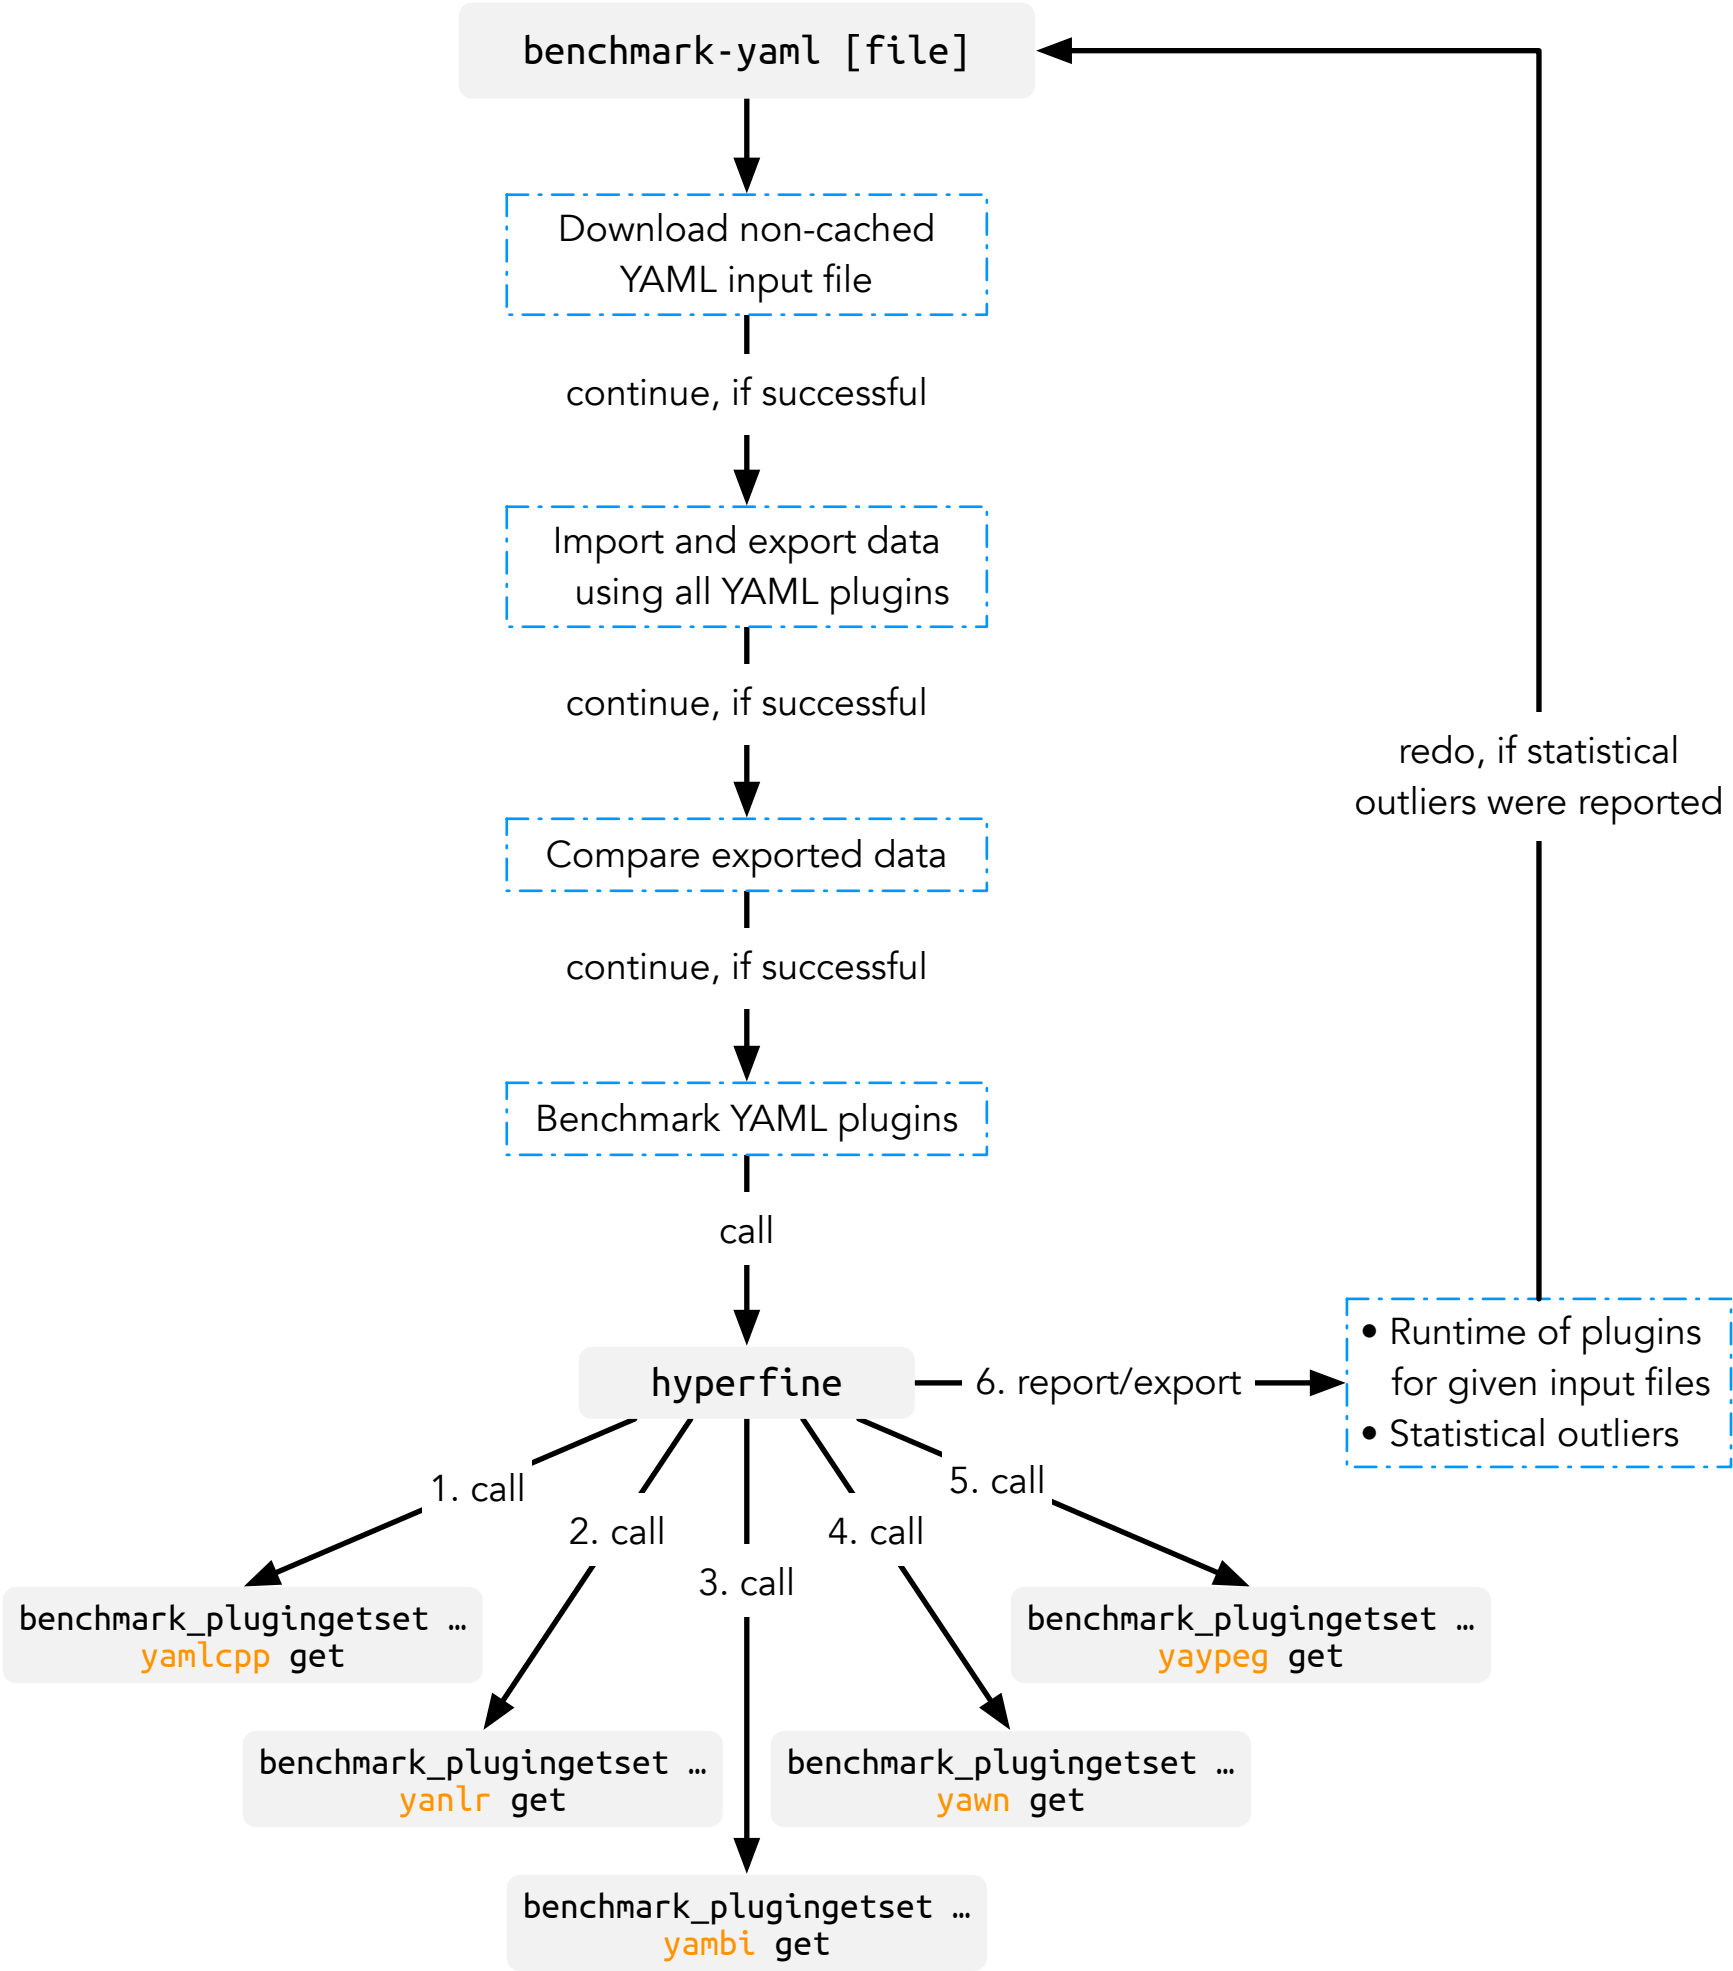 benchmark-yaml [file]
Download non-cached
YAML input file
continue, if successful
Import and export data
using all YAML plugins
continue, if successful
redo, if statistical
outliers were reported
Compare exported data
continue, if successful
Benchmark YAML plugins
call
hyperfine
6. report/export
• Runtime of plugins
for given input files
• Statistical outliers
1. call
2. call
3. call
4. call
5. call
benchmark_plugingetset …
yamlcpp get
benchmark_plugingetset …
yaypeg get
benchmark_plugingetset …
yanlr get
benchmark_plugingetset …
yawn get
benchmark_plugingetset …
yambi get